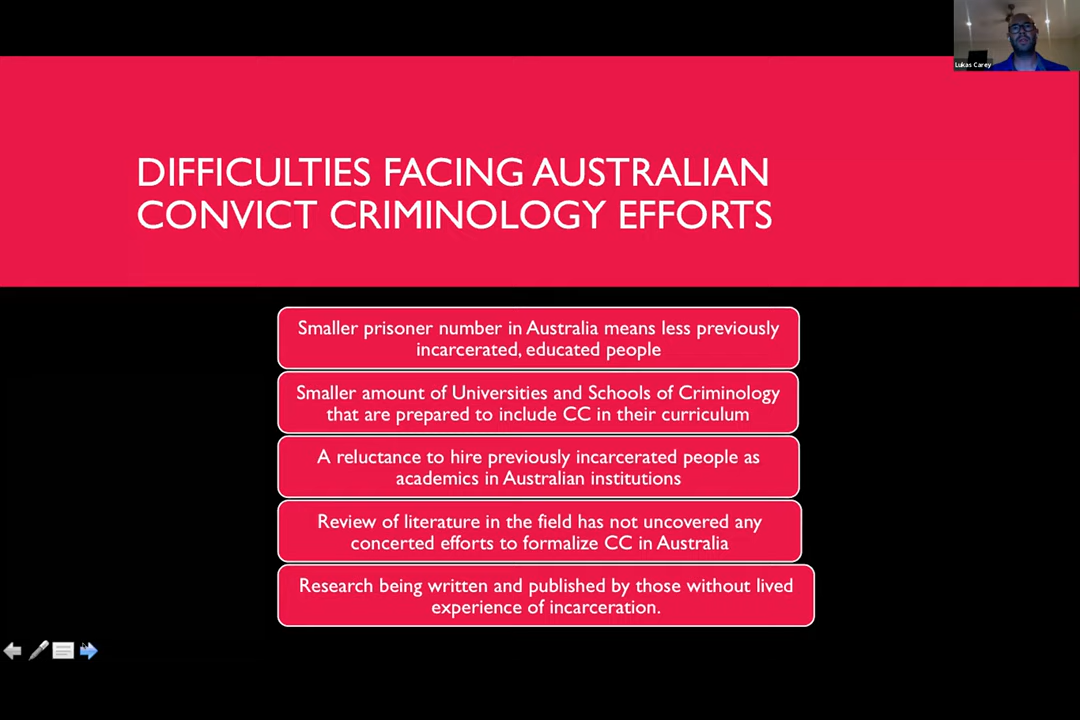 Lukas Carey
DIFFICULTIES FACING AUSTRALIAN
CONVICT CRIMINOLOGY EFFORTS
Smaller prisoner number in Australia means less previously
incarcerated, educated people
Smaller amount of Universities and Schools of Criminology
that are prepared to include CC in their curriculum
A reluctance to hire previously incarcerated people as
academics in Australian institutions
Review of literature in the field has not uncovered any
concerted efforts to formalize CC in Australia
Research being written and published by those without lived
experience of incarceration.